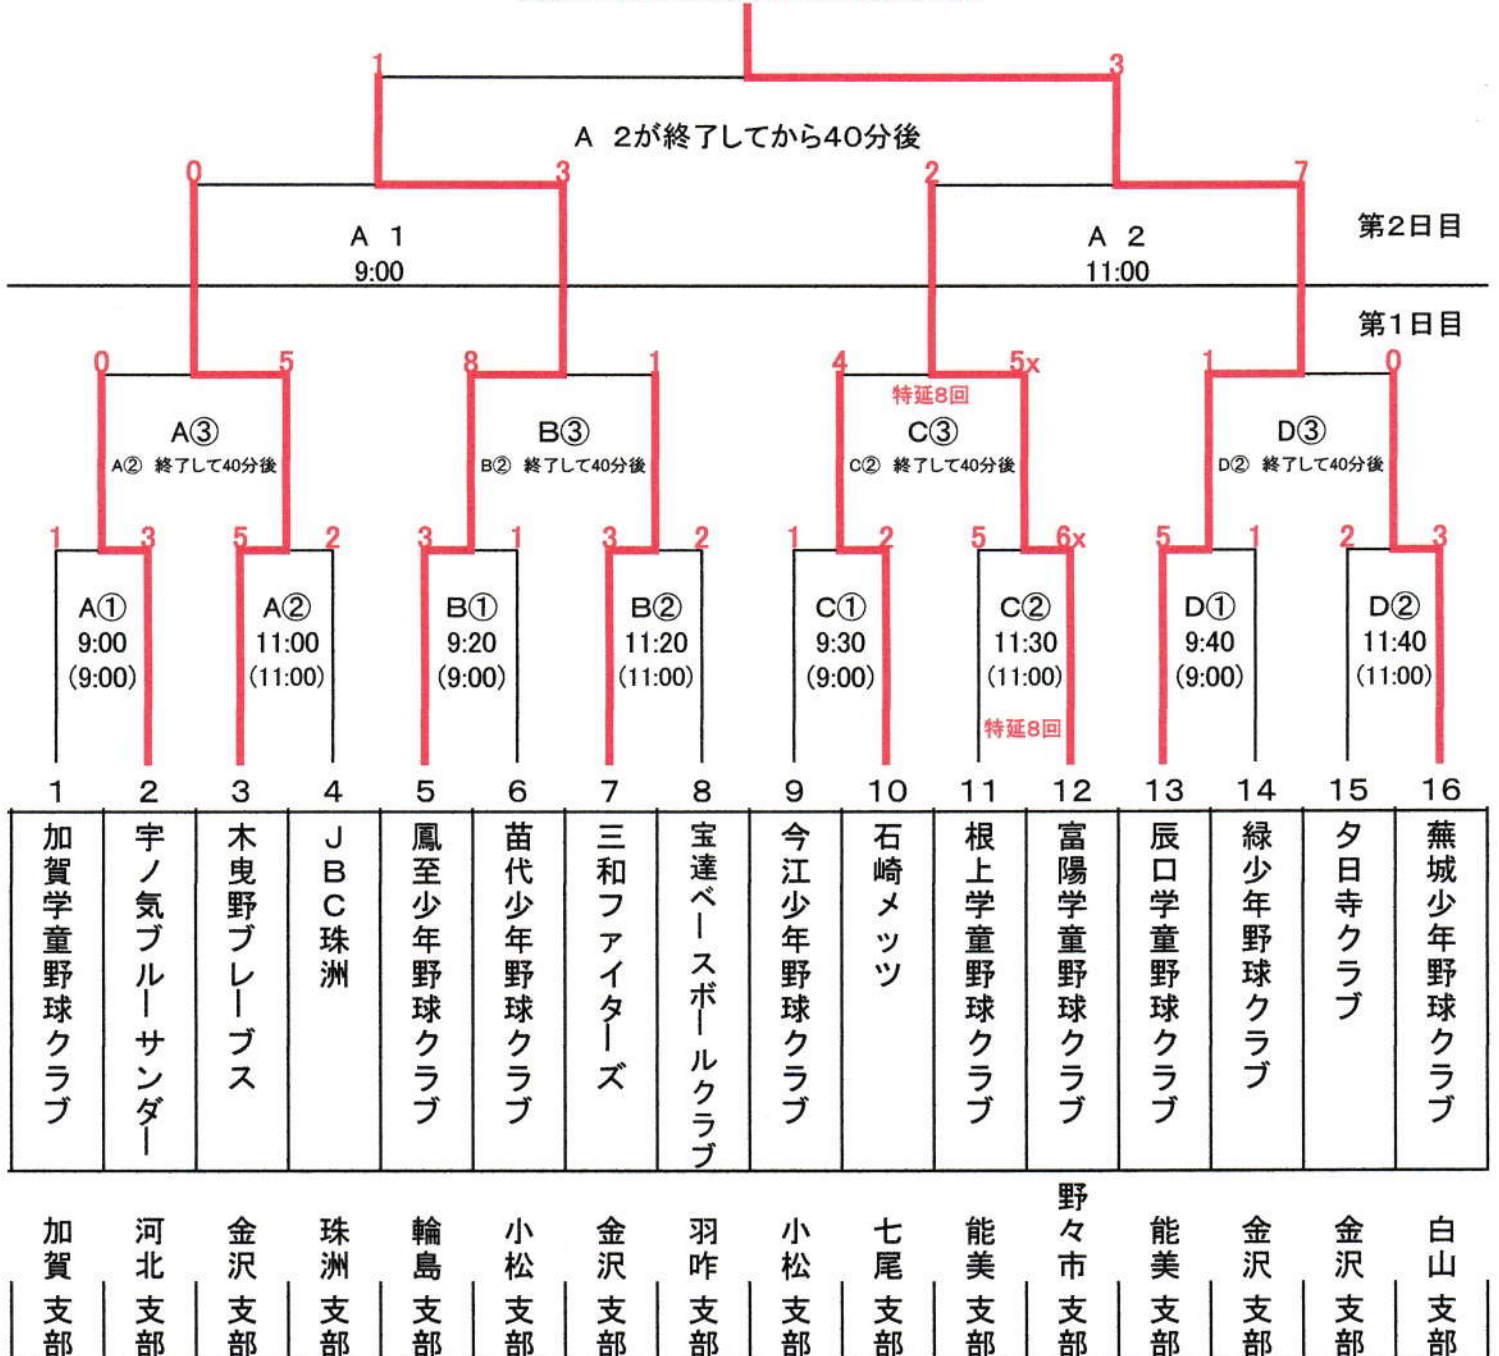 1 3
A 2が終了してから40分後
0 3 2 7
第2日目
A 1 A 2
9:00 11:00
第1日目
0 5 8 1 4 5x 1 0
特延8回
A③ B③ C③ D③
A② 終了して40分後 B② 終了して40分後 C② 終了して40分後 D② 終了して40分後
1 3 5 2 3 1 3 2 1 2 5 6x 5 1 2 3
A① A② B① B② C① C② D① D②
9:00 11:00 9:20 11:20 9:30 11:30 9:40 11:40
(9:00) (11:00) (9:00) (11:00) (9:00) (11:00) (9:00) (11:00)
特延8回
1 2 3 4 5 6 7 8 9 10 11 12 13 14 15 16
加賀学童野球クラブ
宇ノ気ブルーサンダー
木曳野ブレーブス
JBC珠洲
鳳至少年野球クラブ
苗代少年野球クラブ
三和ファイターズ
宝達ベースボールクラブ
今江少年野球クラブ
石崎メッツ
根上学童野球クラブ
富陽学童野球クラブ
辰口学童野球クラブ
緑少年野球クラブ
夕日寺クラブ
蕪城少年野球クラブ
加賀支部
河北支部
金沢支部
珠洲支部
輪島支部
小松支部
金沢支部
羽咋支部
小松支部
七尾支部
能美支部
野々市支部
能美支部
金沢支部
金沢支部
白山支部